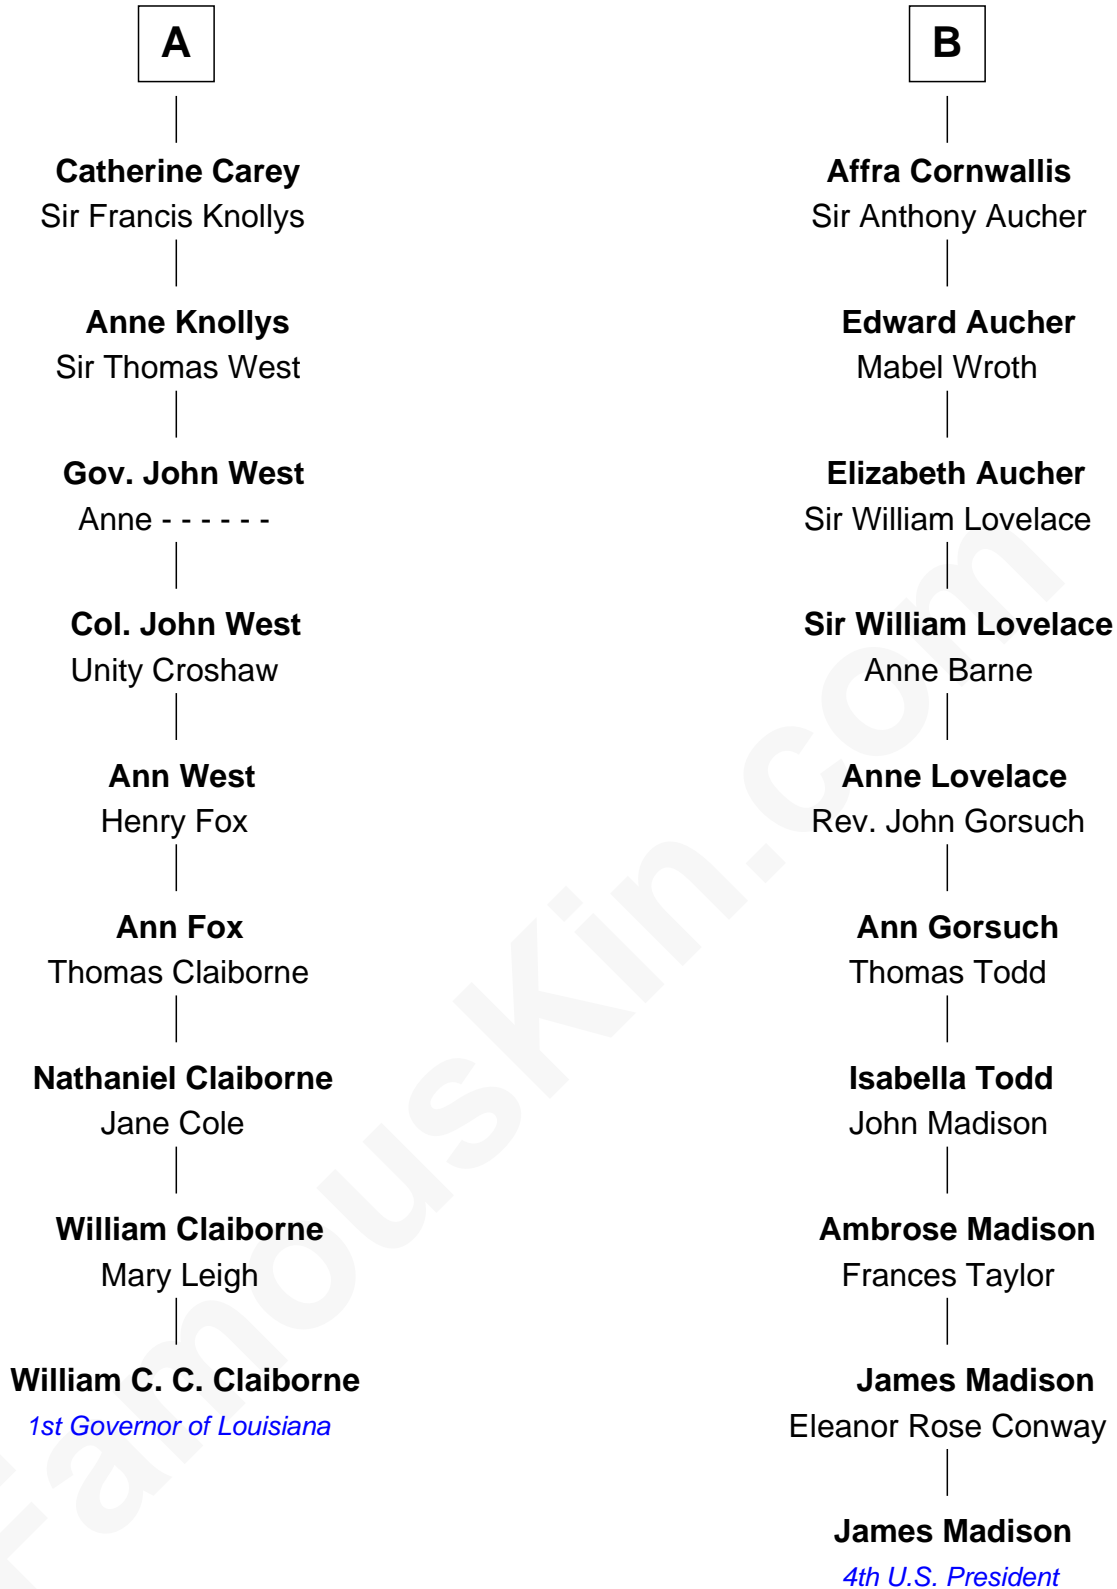 A
Catherine Carey
Sir Francis Knollys
Anne Knollys
Sir Thomas West
Gov. John West
Anne - - - - - -
Col. John West
Unity Croshaw
Ann West
Henry Fox
Ann Fox
Thomas Claiborne
Nathaniel Claiborne
Jane Cole
William Claiborne
Mary Leigh
William C. C. Claiborne
1st Governor of Louisiana
B
Affra Cornwallis
Sir Anthony Aucher
Edward Aucher
Mabel Wroth
Elizabeth Aucher
Sir William Lovelace
Sir William Lovelace
Anne Barne
Anne Lovelace
Rev. John Gorsuch
Ann Gorsuch
Thomas Todd
Isabella Todd
John Madison
Ambrose Madison
Frances Taylor
James Madison
Eleanor Rose Conway
James Madison
4th U.S. President
FamousKin.com